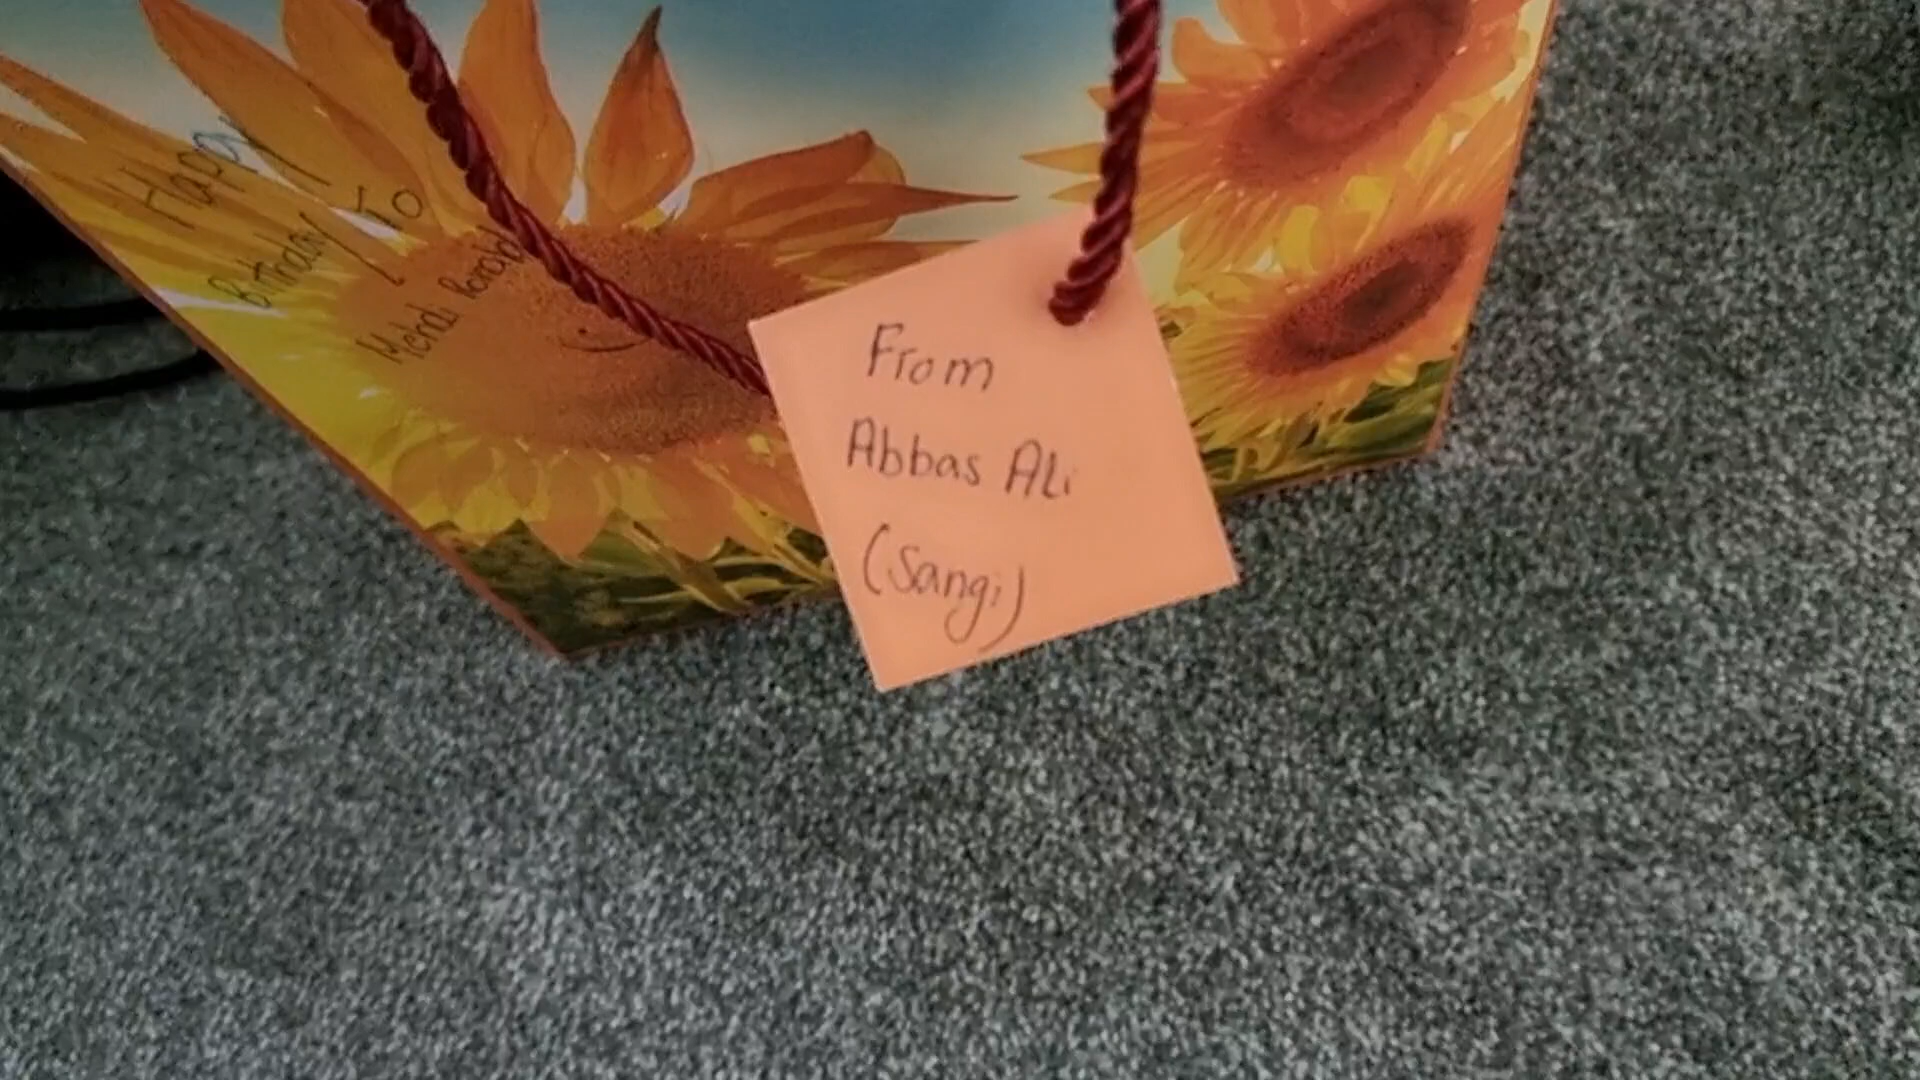 Happy
Birthday To
Mehdi
From
Abbas Ali
(Sangi)